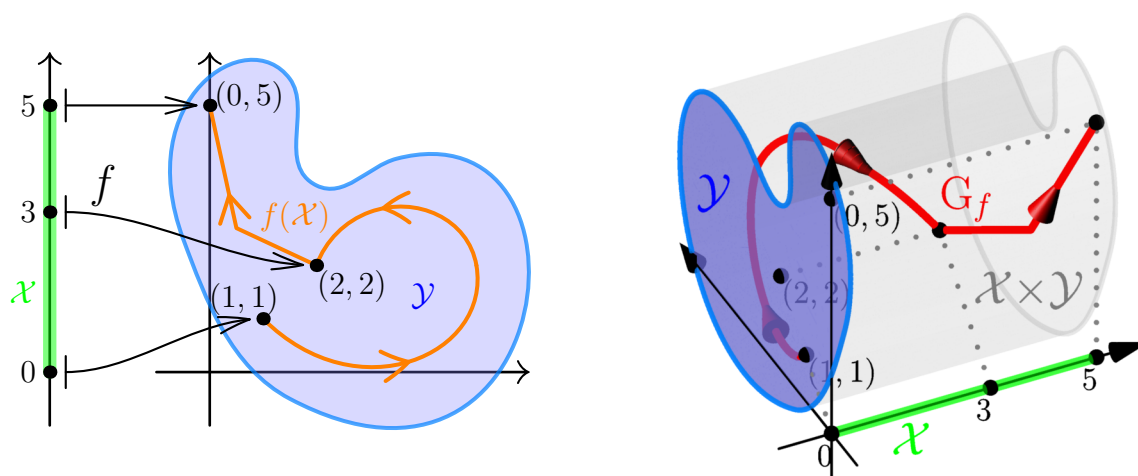 5
(0, 5)
f
3
f(𝒳)
(2, 2)
𝒳
(1, 1)
𝒴
0
𝒴
(0, 5)
G_f
(2, 2)
𝒳×𝒴
(1, 1)
5
3
𝒳
0